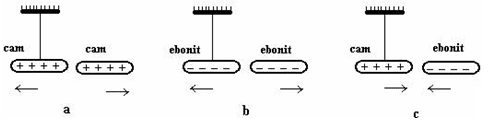 cam cam
+ + + + + + + +
a
ebonit ebonit
_ _ _ _ _ _ _ _
b
cam ebonit
+ + + + _ _ _ _
c